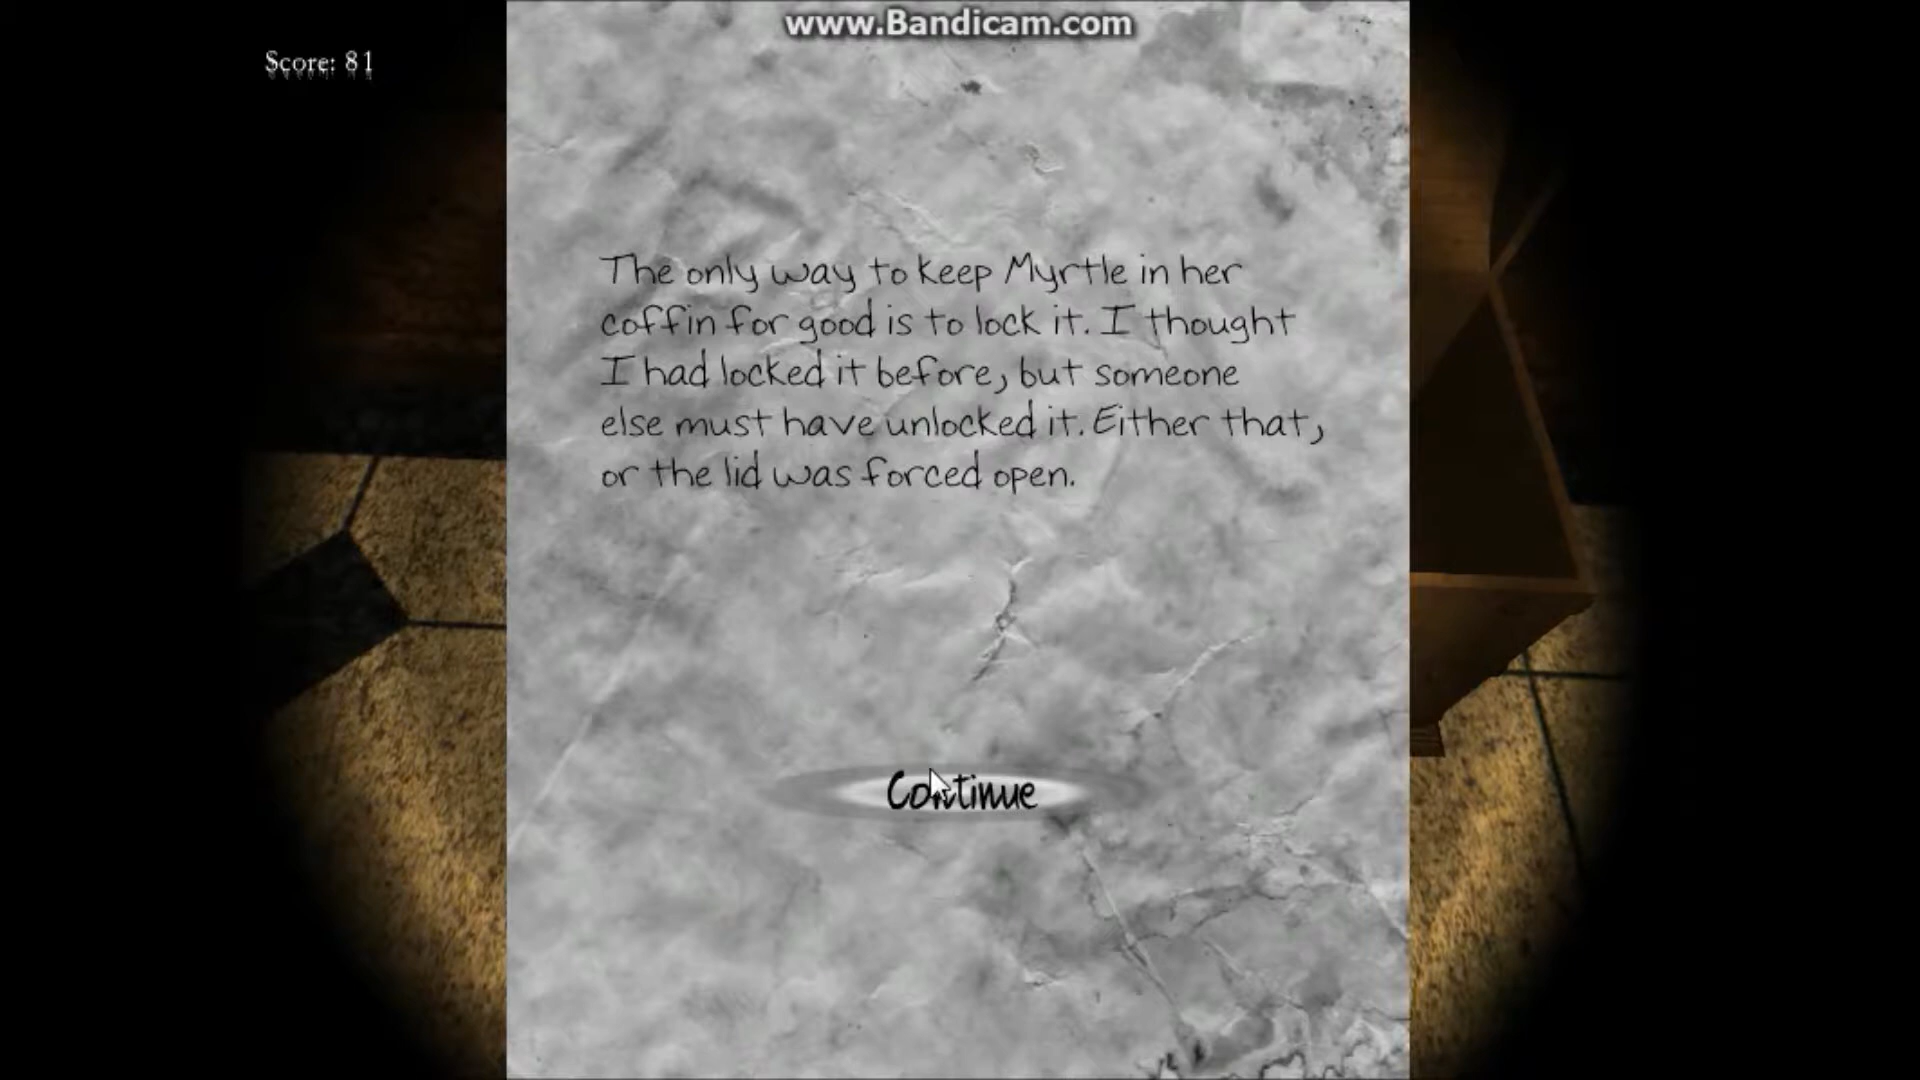 www.Bandicam.com
Score: 81
The only way to keep Myrtle in her
coffin for good is to lock it. I thought
I had locked it before, but someone
else must have unlocked it. Either that,
or the lid was forced open.
Continue